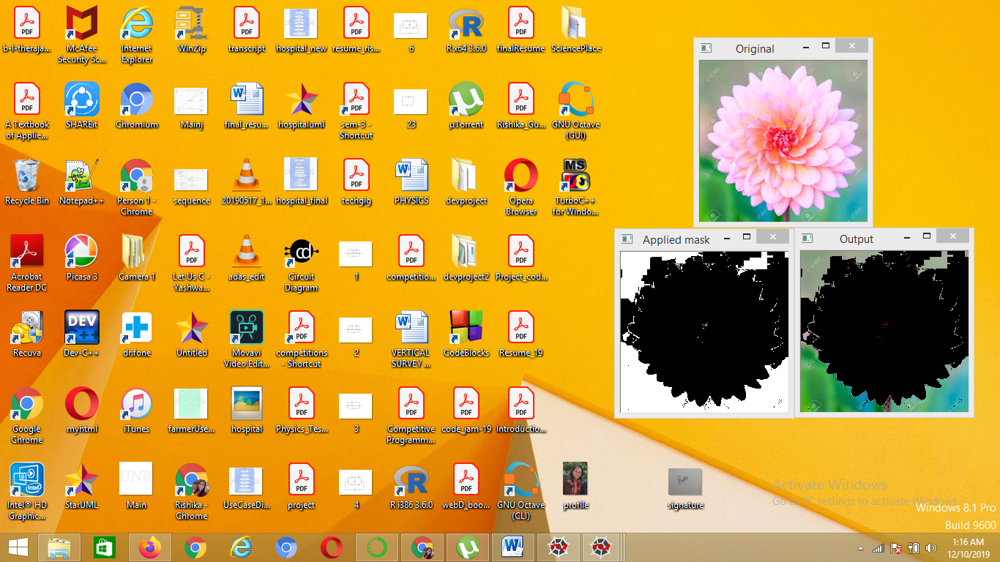 b-l-theraja...
McAfee
Security Sc...
Internet
Explorer
WinZip
transcript
hospital_new
resume_ris...
6
R x64 3.6.0
finalResume
SciencePlace
A Textbook
of Applie...
SHAREit
Chromium
Mainj
final_resu...
hospitaluml
sem-3 -
Shortcut
23
µTorrent
Rishika_Gu...
GNU Octave
(GUI)
Recycle Bin
Notepad++
Person 1 -
Chrome
sequence
20190517_1...
hospital_final
techgig
PHYSICS
devproject
Opera
Browser
MS
TurboC++
for Windo...
Acrobat
Reader DC
Picasa 3
Camera 1
Let Us C -
Yashwa...
adas_edit
cd
Circuit
Diagram
1
competitio...
devproject2
Project_cod...
Recuva
DEV
C++
Dev-C++
dr.fone
Untitled
Movavi
Video Edit...
competitions
- Shortcut
2
VERTICAL
SURVEY ...
CodeBlocks
Resume_19
Google
Chrome
myhtml
iTunes
farmerUse...
hospital
Physics_Tes...
3
Competitive
Programm...
code_jam-19
Introductio...
Intel® HD
Graphic...
StarUML
UNR
Main
Rishika -
Chrome
UseCaseDi...
project
4
R i386 3.6.0
webD_boo...
GNU Octave
(CLI)
profile
signature
Original
Applied mask
Output
Activate Windows
Go to PC settings to activate Windows.
Windows 8.1 Pro
Build 9600
1:16 AM
12/10/2019